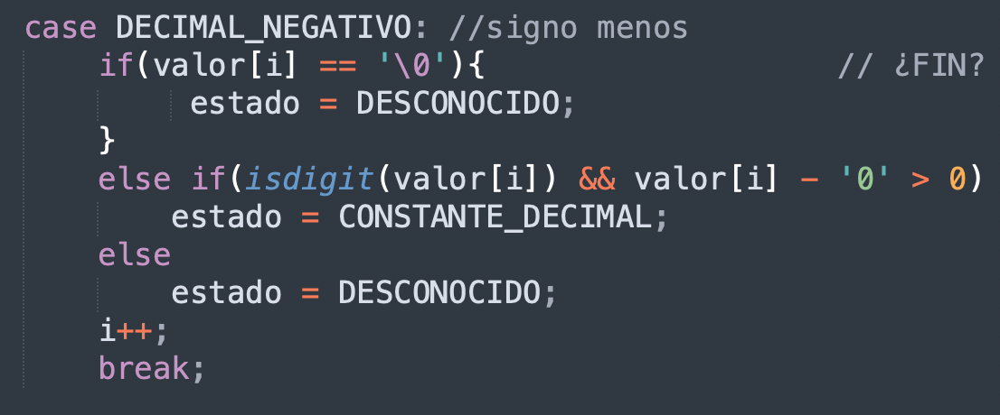 case DECIMAL_NEGATIVO: //signo menos
    if(valor[i] == '\0'){                    // ¿FIN?
         estado = DESCONOCIDO;
    }
    else if(isdigit(valor[i]) && valor[i] - '0' > 0)
        estado = CONSTANTE_DECIMAL;
    else
        estado = DESCONOCIDO;
    i++;
    break;